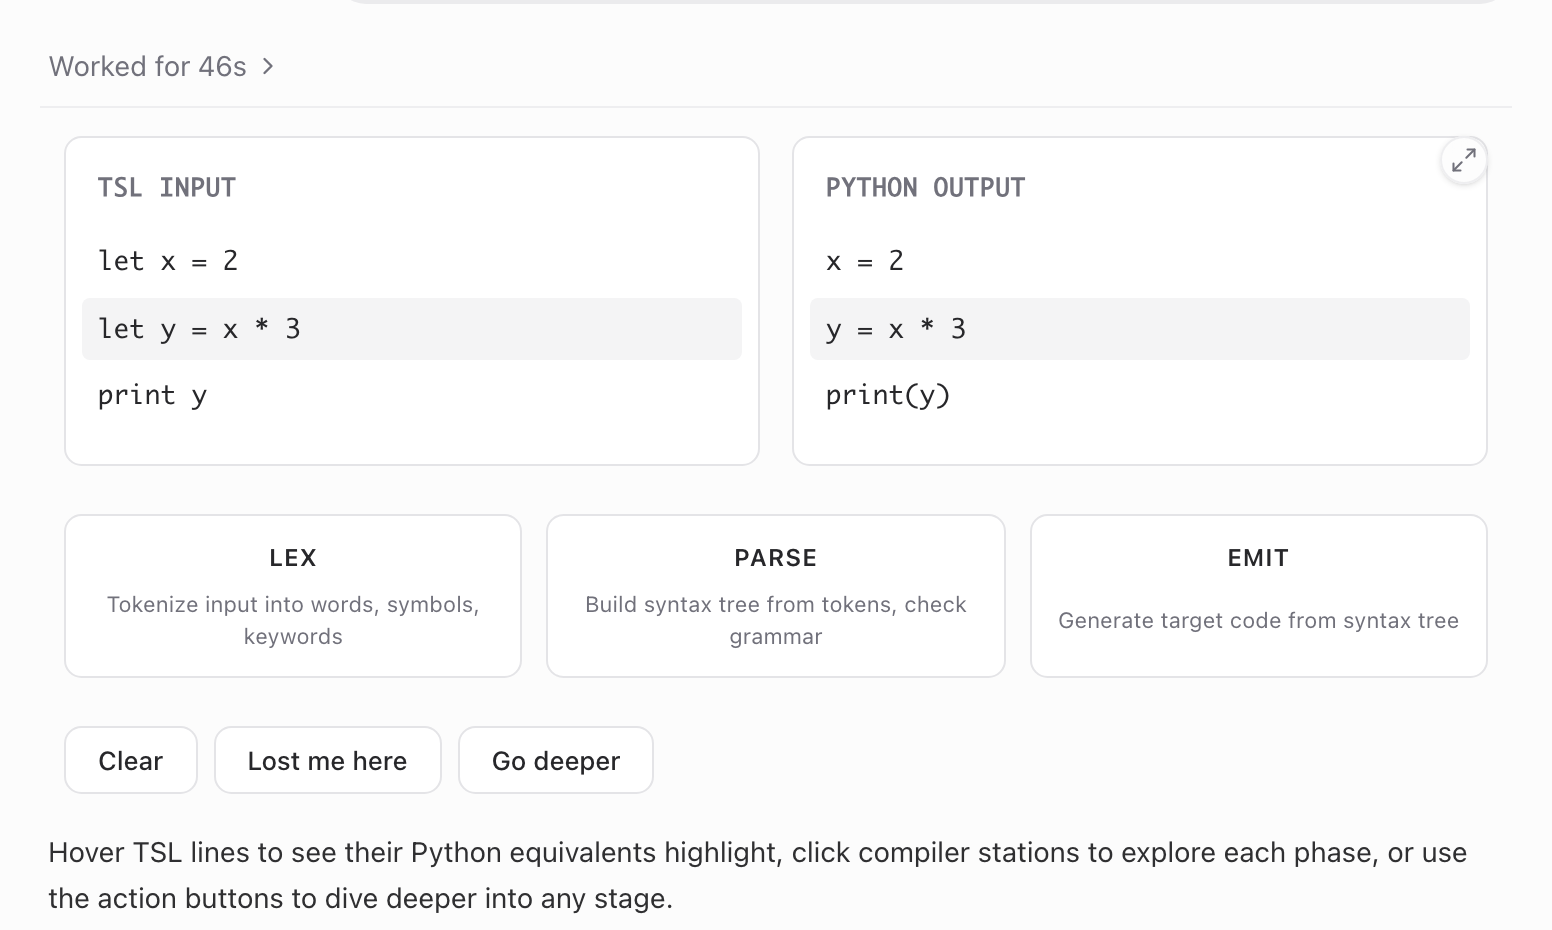 Worked for 46s
TSL INPUT
let x = 2
let y = x * 3
print y
PYTHON OUTPUT
x = 2
y = x * 3
print(y)
LEX
Tokenize input into words, symbols,
keywords
PARSE
Build syntax tree from tokens, check
grammar
EMIT
Generate target code from syntax tree
Clear
Lost me here
Go deeper
Hover TSL lines to see their Python equivalents highlight, click compiler stations to explore each phase, or use
the action buttons to dive deeper into any stage.